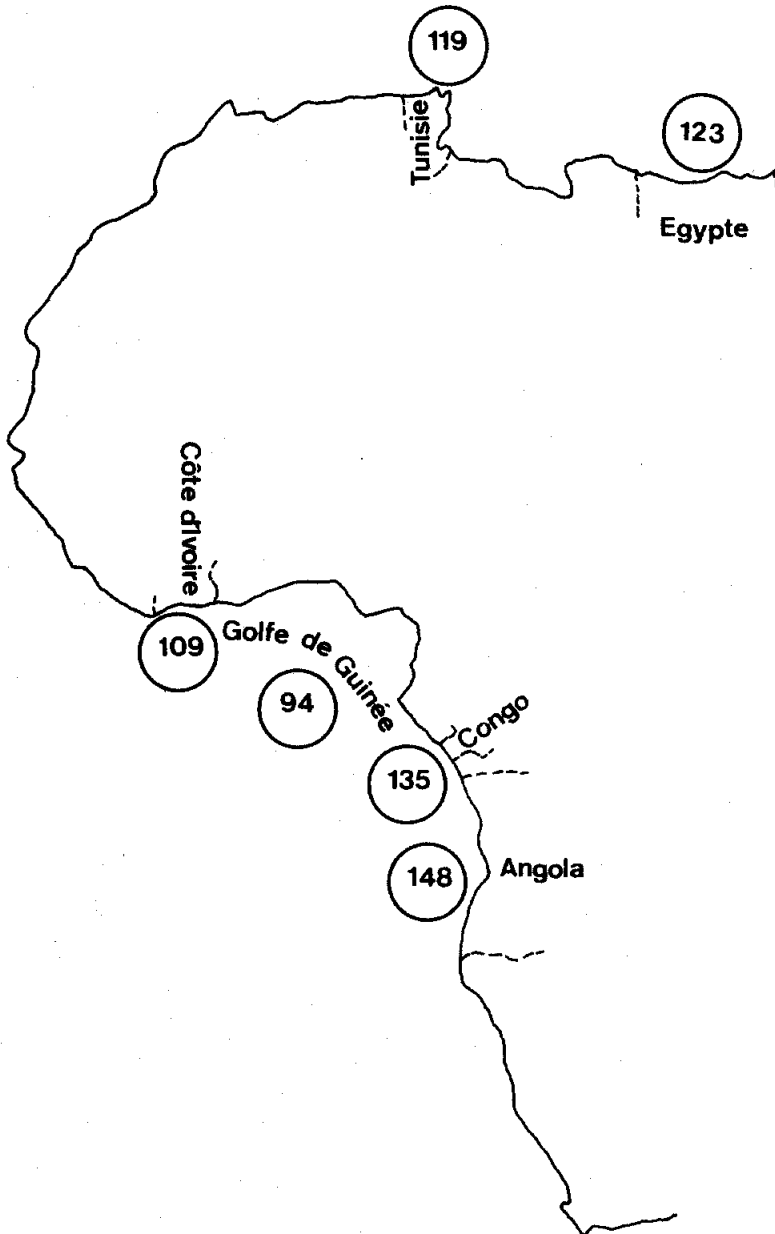 119
123
Tunisie
Egypte
Côte d'Ivoire
109
Golfe de Guinée
94
Congo
135
148
Angola